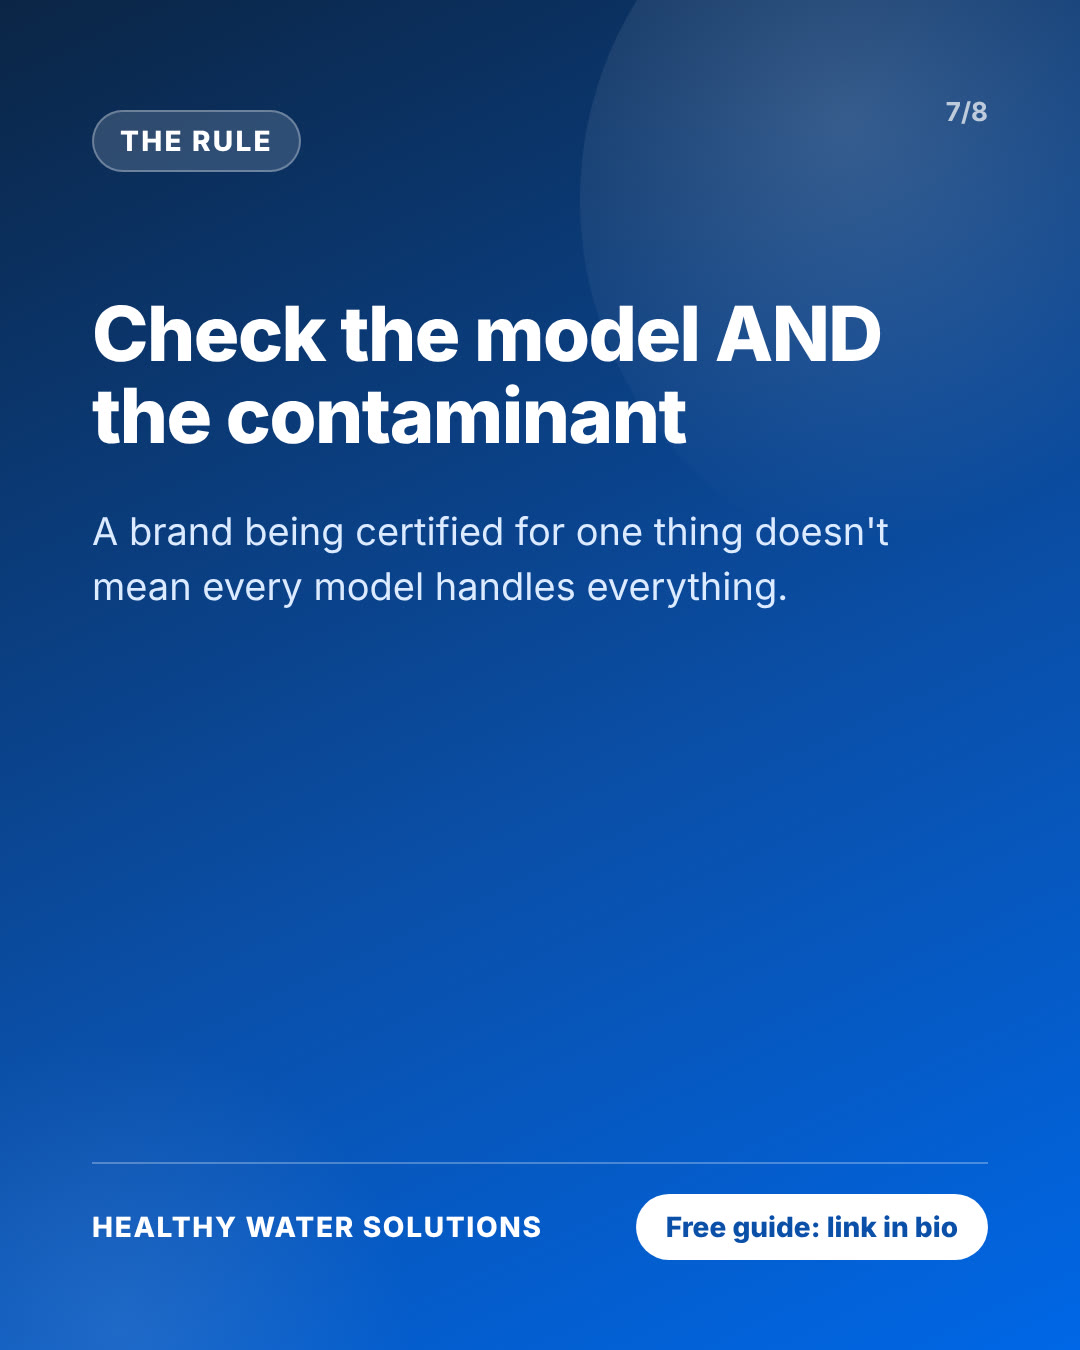 THE RULE
7/8
Check the model AND
the contaminant
A brand being certified for one thing doesn't
mean every model handles everything.
HEALTHY WATER SOLUTIONS
Free guide: link in bio